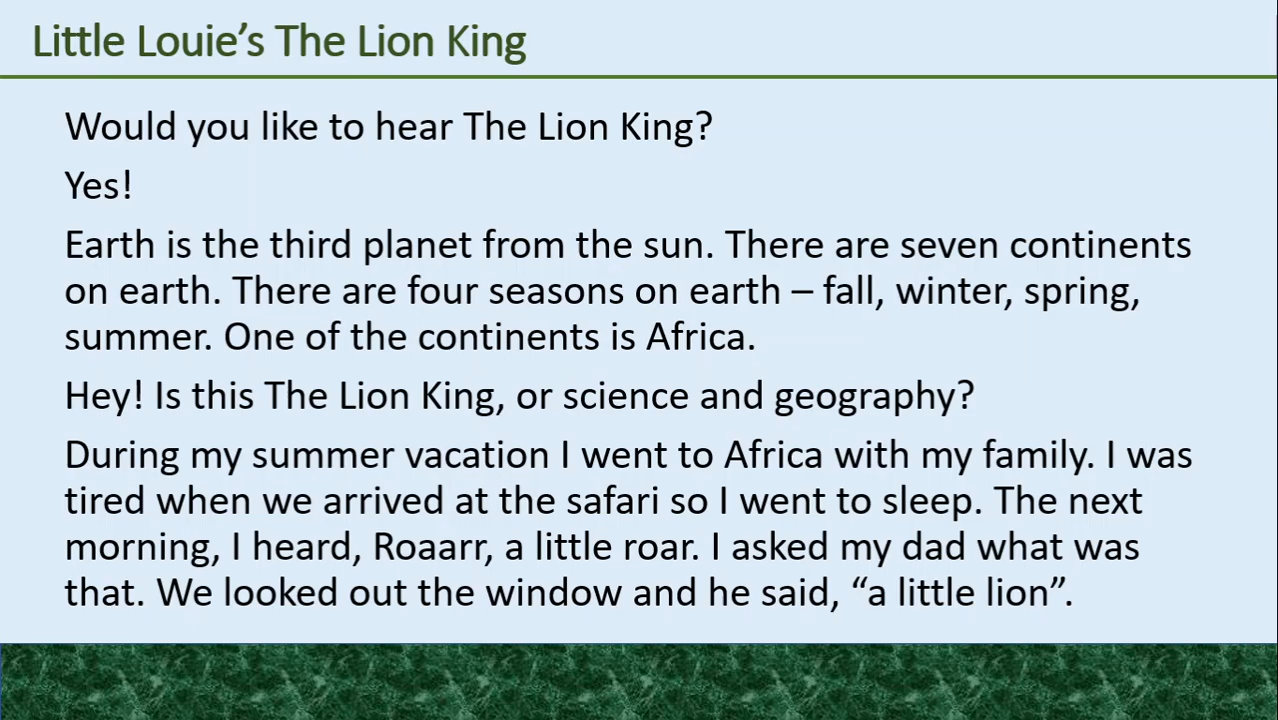 Little Louie’s The Lion King
Would you like to hear The Lion King?
Yes!
Earth is the third planet from the sun. There are seven continents
on earth. There are four seasons on earth – fall, winter, spring,
summer. One of the continents is Africa.
Hey! Is this The Lion King, or science and geography?
During my summer vacation I went to Africa with my family. I was
tired when we arrived at the safari so I went to sleep. The next
morning, I heard, Roaarr, a little roar. I asked my dad what was
that. We looked out the window and he said, “a little lion”.